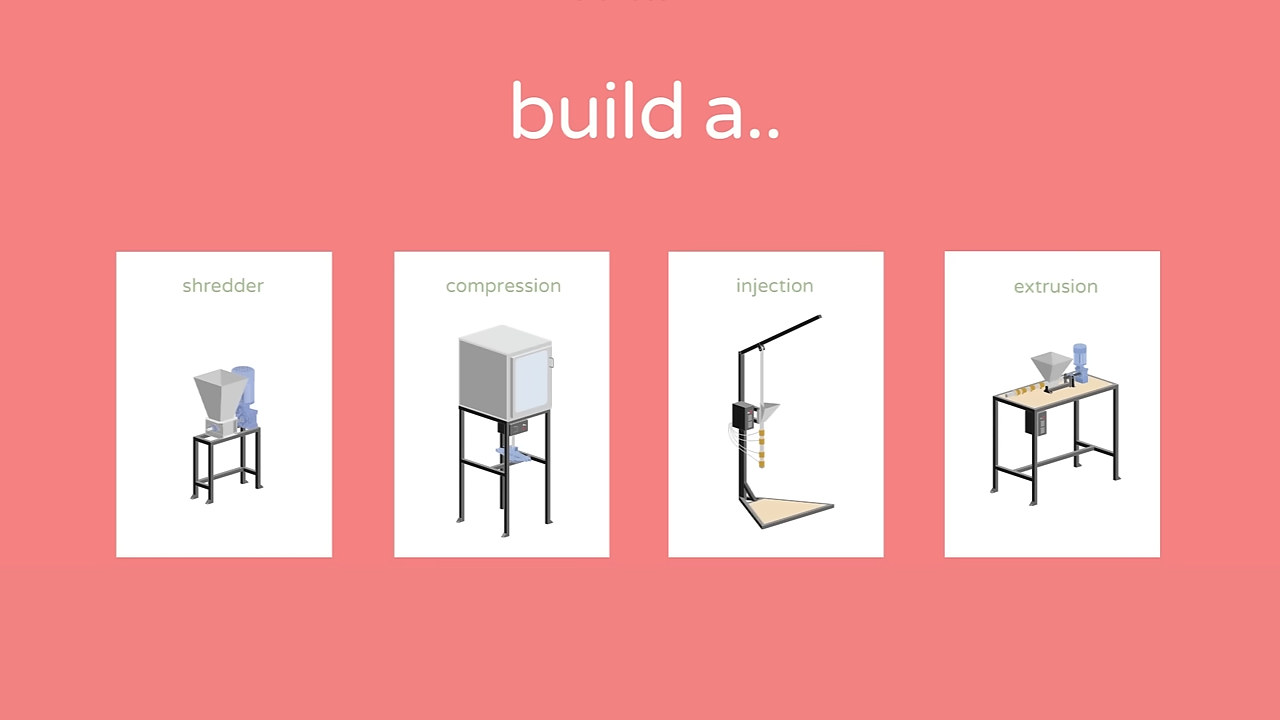 build a..
shredder
compression
injection
extrusion